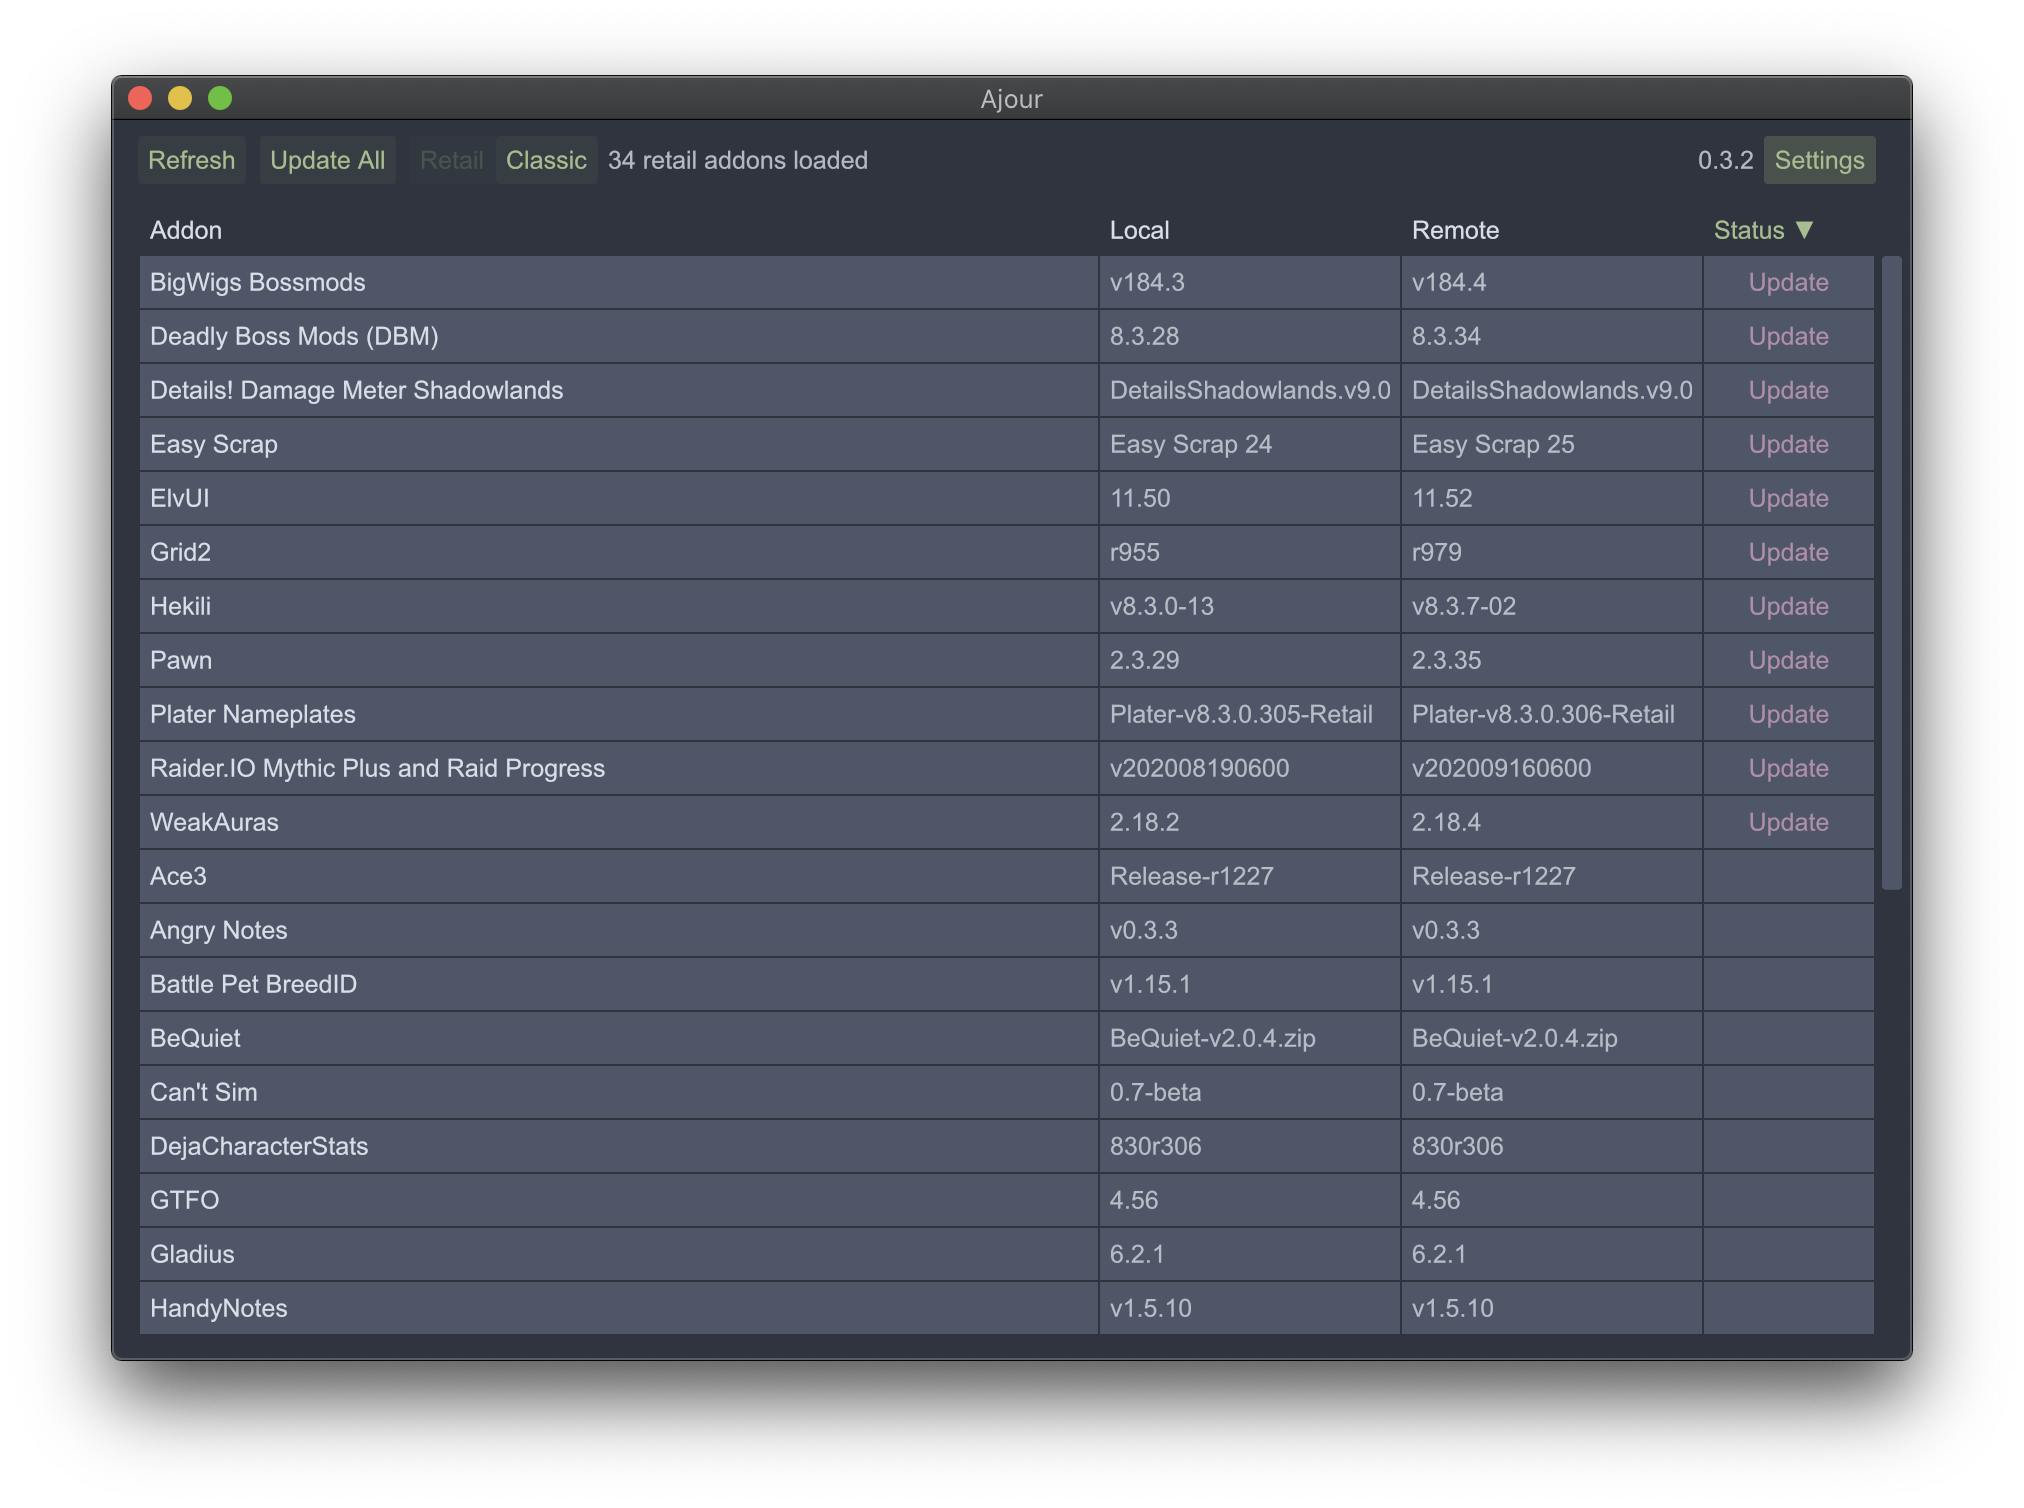 Ajour
Refresh Update All Retail Classic 34 retail addons loaded 0.3.2 Settings
Addon Local Remote Status ▼
BigWigs Bossmods v184.3 v184.4 Update
Deadly Boss Mods (DBM) 8.3.28 8.3.34 Update
Details! Damage Meter Shadowlands DetailsShadowlands.v9.0 DetailsShadowlands.v9.0 Update
Easy Scrap Easy Scrap 24 Easy Scrap 25 Update
ElvUI 11.50 11.52 Update
Grid2 r955 r979 Update
Hekili v8.3.0-13 v8.3.7-02 Update
Pawn 2.3.29 2.3.35 Update
Plater Nameplates Plater-v8.3.0.305-Retail Plater-v8.3.0.306-Retail Update
Raider.IO Mythic Plus and Raid Progress v202008190600 v202009160600 Update
WeakAuras 2.18.2 2.18.4 Update
Ace3 Release-r1227 Release-r1227
Angry Notes v0.3.3 v0.3.3
Battle Pet BreedID v1.15.1 v1.15.1
BeQuiet BeQuiet-v2.0.4.zip BeQuiet-v2.0.4.zip
Can't Sim 0.7-beta 0.7-beta
DejaCharacterStats 830r306 830r306
GTFO 4.56 4.56
Gladius 6.2.1 6.2.1
HandyNotes v1.5.10 v1.5.10